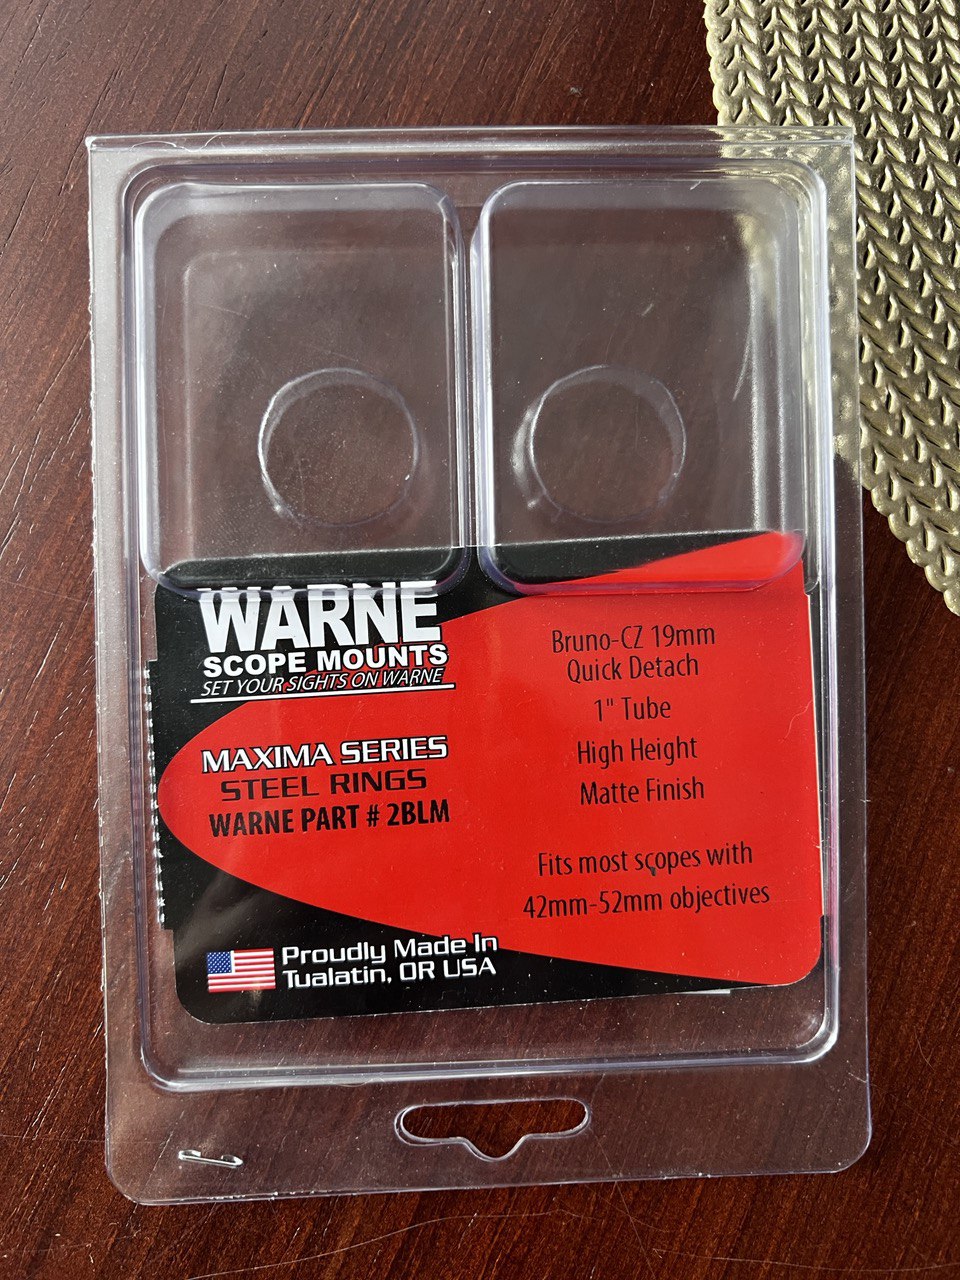 WARNE
SCOPE MOUNTS
SET YOUR SIGHTS ON WARNE
MAXIMA SERIES
STEEL RINGS
WARNE PART # 2BLM
Bruno-CZ 19mm
Quick Detach
1" Tube
High Height
Matte Finish
Fits most scopes with
42mm-52mm objectives
Proudly Made In
Tualatin, OR USA